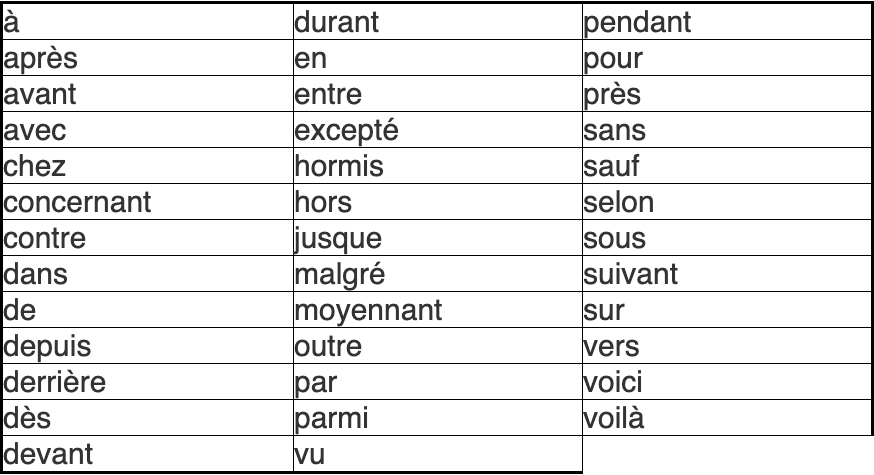 à durant pendant
après en pour
avant entre près
avec excepté sans
chez hormis sauf
concernant hors selon
contre jusque sous
dans malgré suivant
de moyennant sur
depuis outre vers
derrière par voici
dès parmi voilà
devant vu